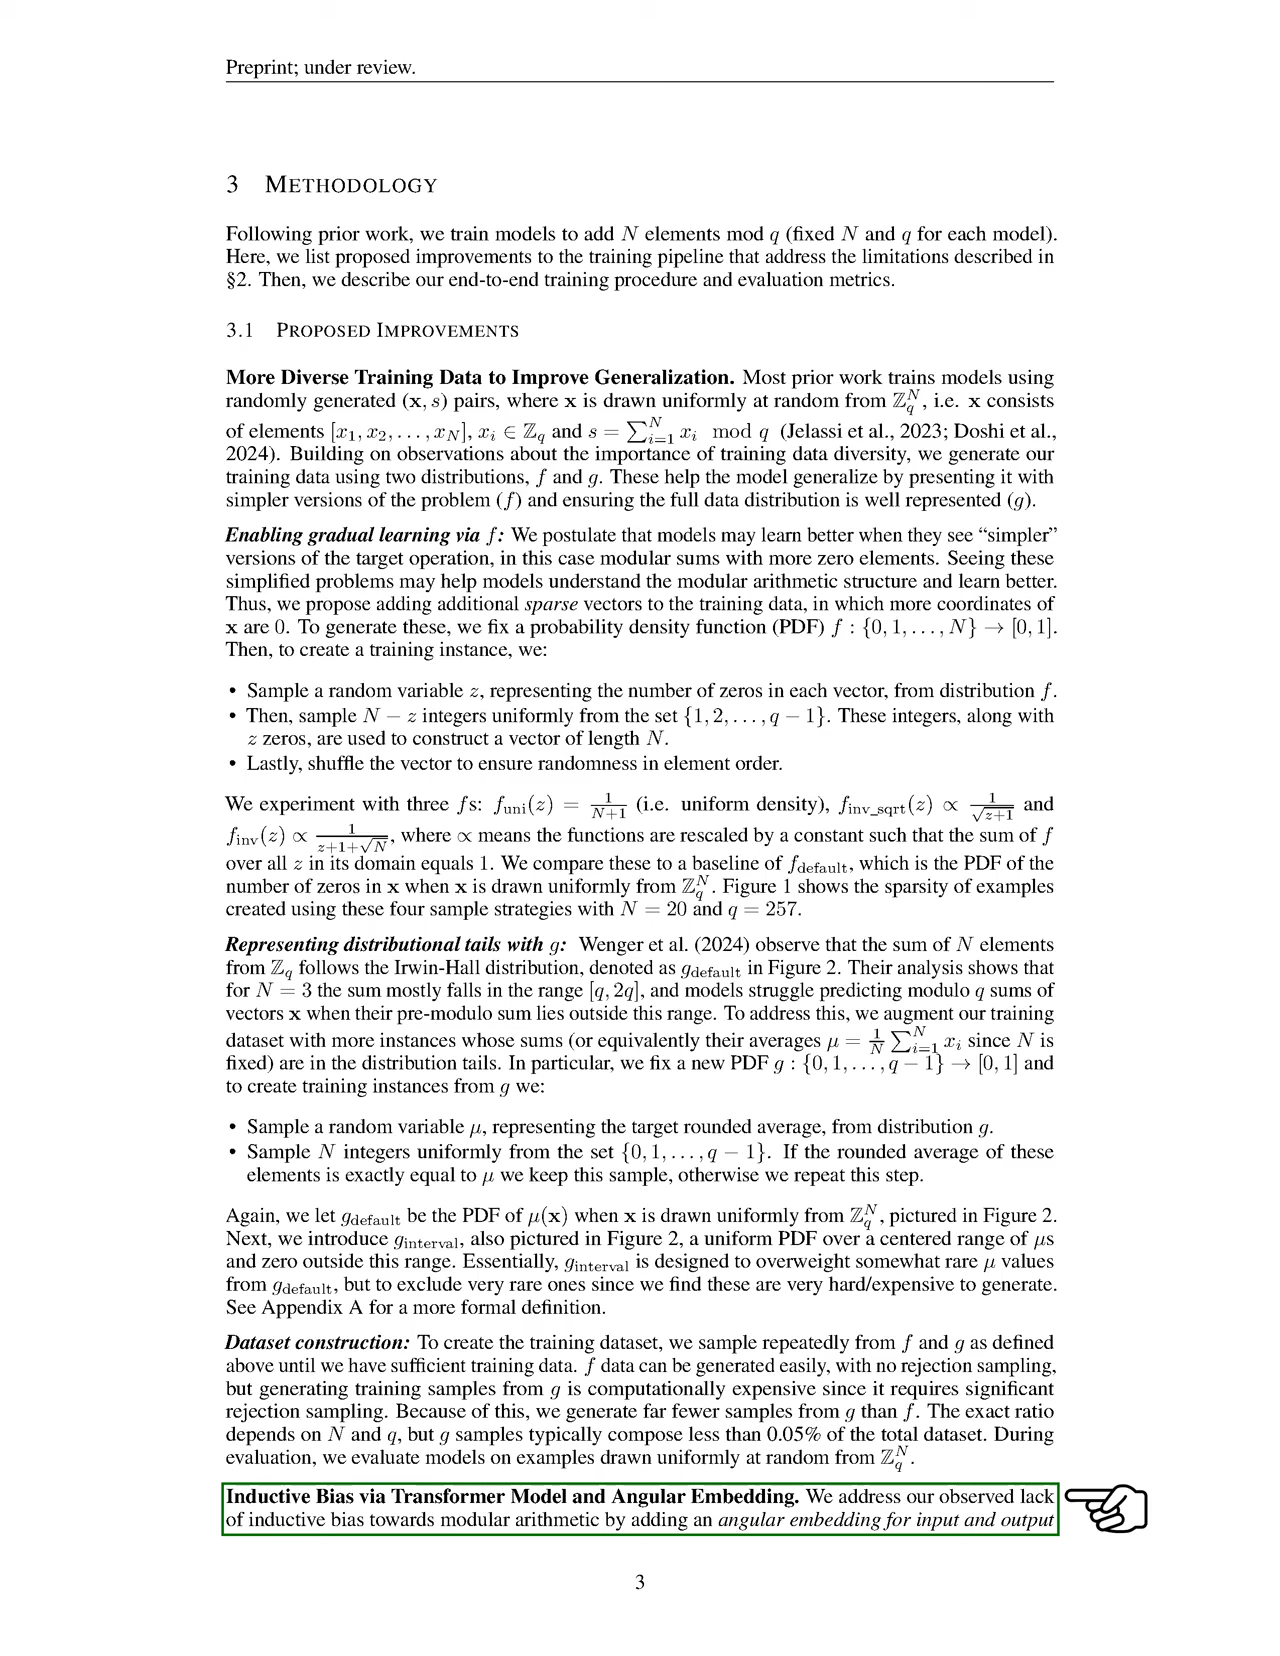 Preprint; under review.
3 METHODOLOGY
Following prior work, we train models to add N elements mod q (fixed N and q for each model).
Here, we list proposed improvements to the training pipeline that address the limitations described in
§2. Then, we describe our end-to-end training procedure and evaluation metrics.
3.1 PROPOSED IMPROVEMENTS
More Diverse Training Data to Improve Generalization. Most prior work trains models using
randomly generated (x, s) pairs, where x is drawn uniformly at random from ℤ_q^N, i.e. x consists
of elements [x_1, x_2, . . . , x_N], x_i ∈ ℤ_q and s = ∑_{i=1}^N x_i mod q (Jelassi et al., 2023; Doshi et al.,
2024). Building on observations about the importance of training data diversity, we generate our
training data using two distributions, f and g. These help the model generalize by presenting it with
simpler versions of the problem (f) and ensuring the full data distribution is well represented (g).
Enabling gradual learning via f: We postulate that models may learn better when they see “simpler”
versions of the target operation, in this case modular sums with more zero elements. Seeing these
simplified problems may help models understand the modular arithmetic structure and learn better.
Thus, we propose adding additional sparse vectors to the training data, in which more coordinates of
x are 0. To generate these, we fix a probability density function (PDF) f : {0, 1, . . . , N} → [0, 1].
Then, to create a training instance, we:
• Sample a random variable z, representing the number of zeros in each vector, from distribution f.
• Then, sample N − z integers uniformly from the set {1, 2, . . . , q − 1}. These integers, along with
z zeros, are used to construct a vector of length N.
• Lastly, shuffle the vector to ensure randomness in element order.
We experiment with three fs: f_uni(z) = 1/(N+1) (i.e. uniform density), f_inv_sqrt(z) ∝ 1/√(z+1) and
f_inv(z) ∝ 1/(z+1+√N), where ∝ means the functions are rescaled by a constant such that the sum of f
over all z in its domain equals 1. We compare these to a baseline of f_default, which is the PDF of the
number of zeros in x when x is drawn uniformly from ℤ_q^N. Figure 1 shows the sparsity of examples
created using these four sample strategies with N = 20 and q = 257.
Representing distributional tails with g: Wenger et al. (2024) observe that the sum of N elements
from ℤ_q follows the Irwin-Hall distribution, denoted as g_default in Figure 2. Their analysis shows that
for N = 3 the sum mostly falls in the range [q, 2q], and models struggle predicting modulo q sums of
vectors x when their pre-modulo sum lies outside this range. To address this, we augment our training
dataset with more instances whose sums (or equivalently their averages μ = 1/N ∑_{i=1}^N x_i since N is
fixed) are in the distribution tails. In particular, we fix a new PDF g : {0, 1, . . . , q − 1} → [0, 1] and
to create training instances from g we:
• Sample a random variable μ, representing the target rounded average, from distribution g.
• Sample N integers uniformly from the set {0, 1, . . . , q − 1}. If the rounded average of these
elements is exactly equal to μ we keep this sample, otherwise we repeat this step.
Again, we let g_default be the PDF of μ(x) when x is drawn uniformly from ℤ_q^N, pictured in Figure 2.
Next, we introduce g_interval, also pictured in Figure 2, a uniform PDF over a centered range of μs
and zero outside this range. Essentially, g_interval is designed to overweight somewhat rare μ values
from g_default, but to exclude very rare ones since we find these are very hard/expensive to generate.
See Appendix A for a more formal definition.
Dataset construction: To create the training dataset, we sample repeatedly from f and g as defined
above until we have sufficient training data. f data can be generated easily, with no rejection sampling,
but generating training samples from g is computationally expensive since it requires significant
rejection sampling. Because of this, we generate far fewer samples from g than f. The exact ratio
depends on N and q, but g samples typically compose less than 0.05% of the total dataset. During
evaluation, we evaluate models on examples drawn uniformly at random from ℤ_q^N.
Inductive Bias via Transformer Model and Angular Embedding. We address our observed lack
of inductive bias towards modular arithmetic by adding an angular embedding for input and output
3